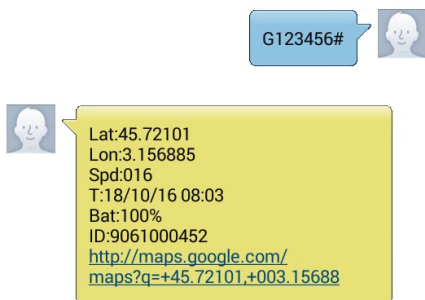 G123456#
Lat:45.72101
Lon:3.156885
Spd:016
T:18/10/16 08:03
Bat:100%
ID:9061000452
http://maps.google.com/
maps?q=+45.72101,+003.15688